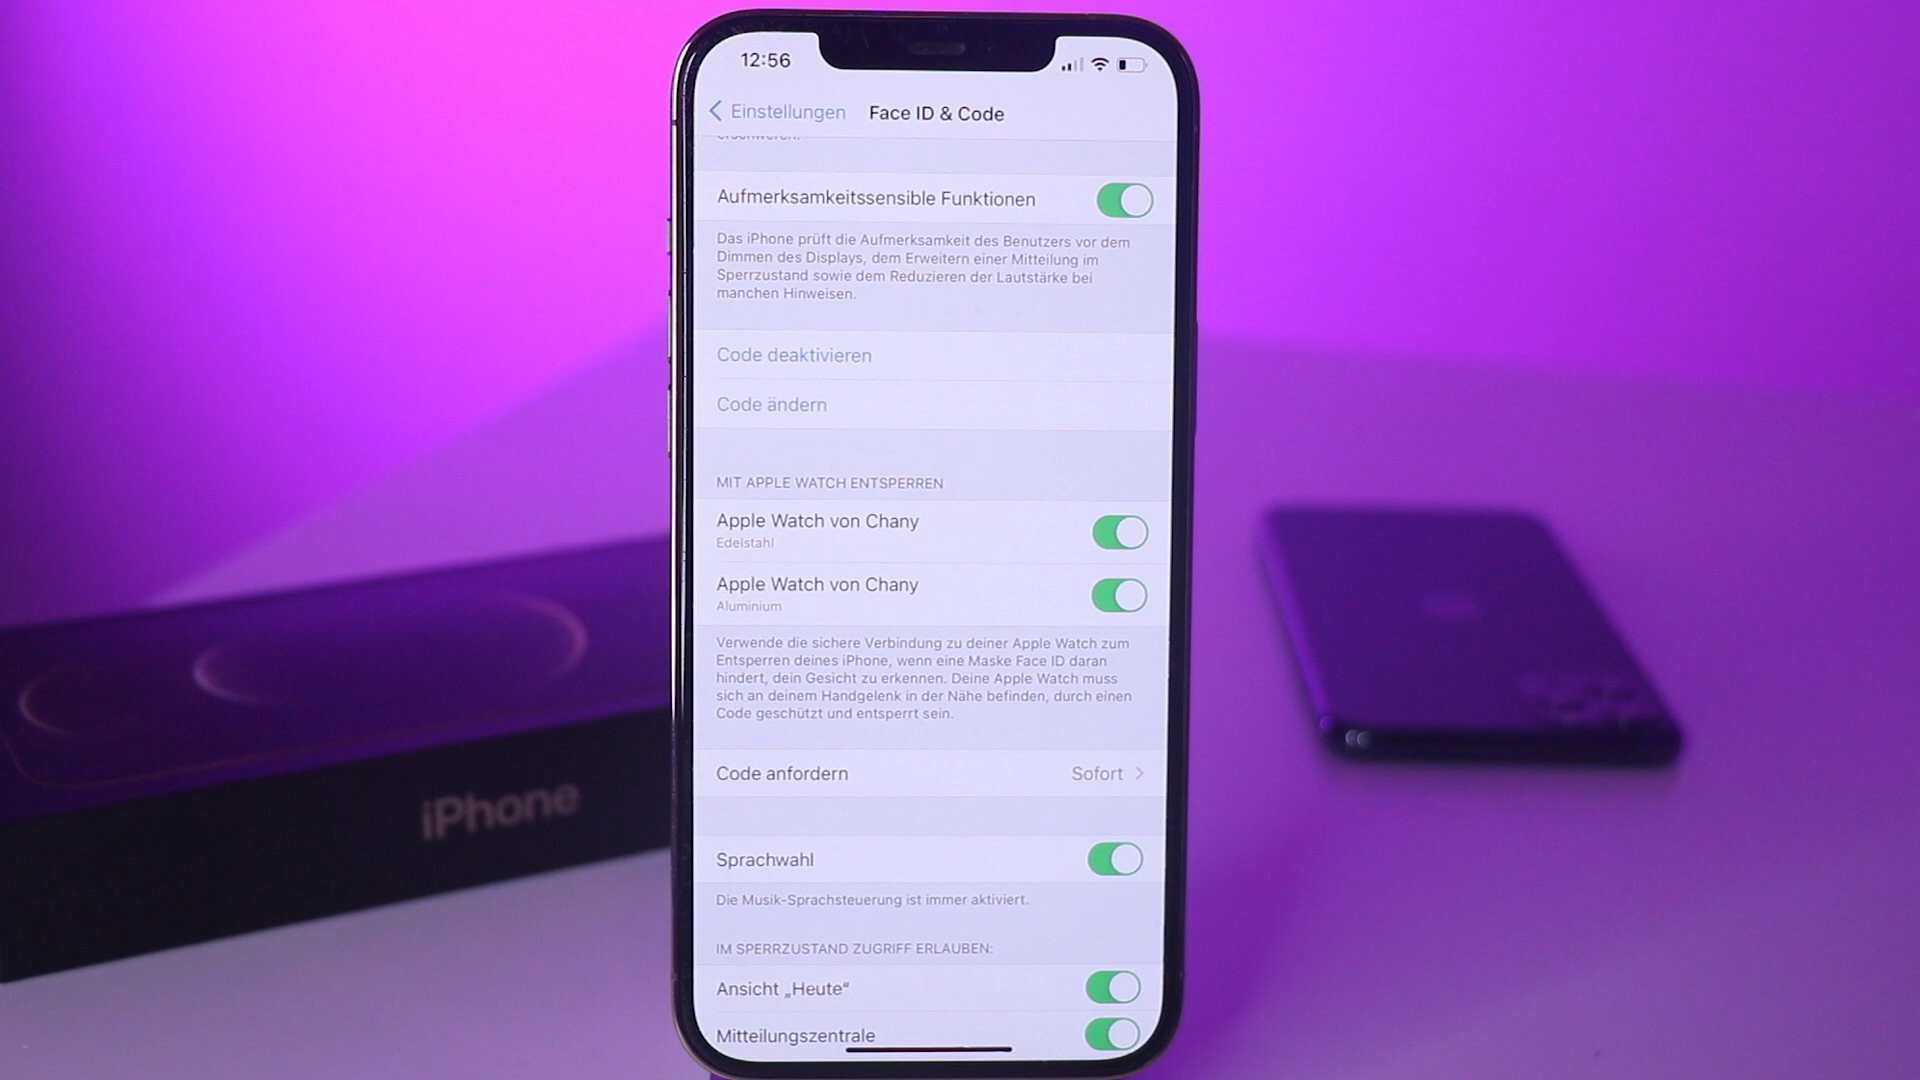 12:56
Einstellungen
Face ID & Code
Aufmerksamkeitssensible Funktionen
Das iPhone prüft die Aufmerksamkeit des Benutzers vor dem
Dimmen des Displays, dem Erweitern einer Mitteilung im
Sperrzustand sowie dem Reduzieren der Lautstärke bei
manchen Hinweisen.
Code deaktivieren
Code ändern
MIT APPLE WATCH ENTSPERREN
Apple Watch von Chany
Edelstahl
Apple Watch von Chany
Aluminium
Verwende die sichere Verbindung zu deiner Apple Watch zum
Entsperren deines iPhone, wenn eine Maske Face ID daran
hindert, dein Gesicht zu erkennen. Deine Apple Watch muss
sich an deinem Handgelenk in der Nähe befinden, durch einen
Code geschützt und entsperrt sein.
Code anfordern
Sofort
Sprachwahl
Die Musik-Sprachsteuerung ist immer aktiviert.
IM SPERRZUSTAND ZUGRIFF ERLAUBEN:
Ansicht „Heute“
Mitteilungszentrale
iPhone